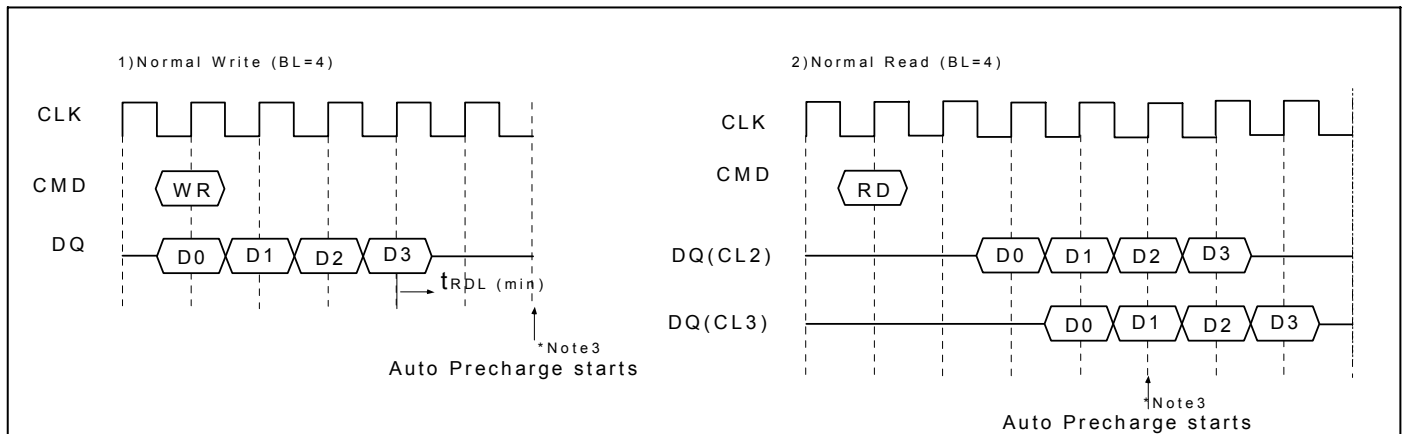 1)Normal Write (BL=4)
CLK
CMD
WR
DQ
D0 D1 D2 D3
tRDL (min)
*Note3
Auto Precharge starts
2)Normal Read (BL=4)
CLK
CMD
RD
DQ(CL2)
D0 D1 D2 D3
DQ(CL3)
D0 D1 D2 D3
*Note3
Auto Precharge starts